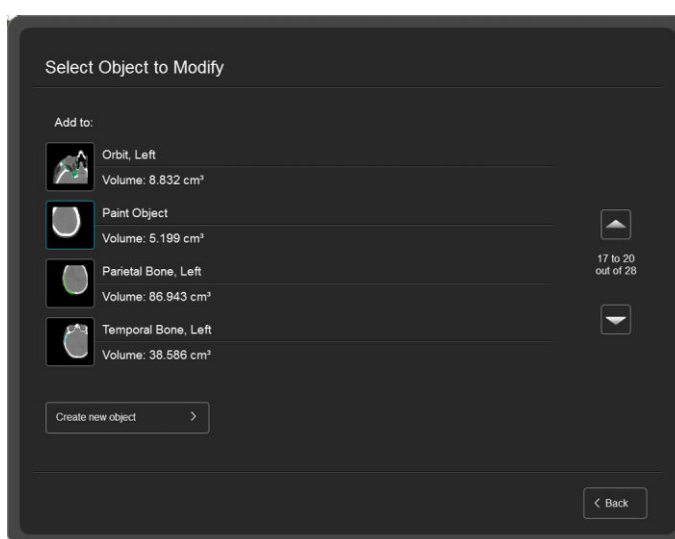 Select Object to Modify
Add to:
Orbit, Left
Volume: 8.832 cm³
Paint Object
Volume: 5.199 cm³
Parietal Bone, Left
Volume: 86.943 cm³
Temporal Bone, Left
Volume: 38.586 cm³
17 to 20
out of 28
Create new object
Back